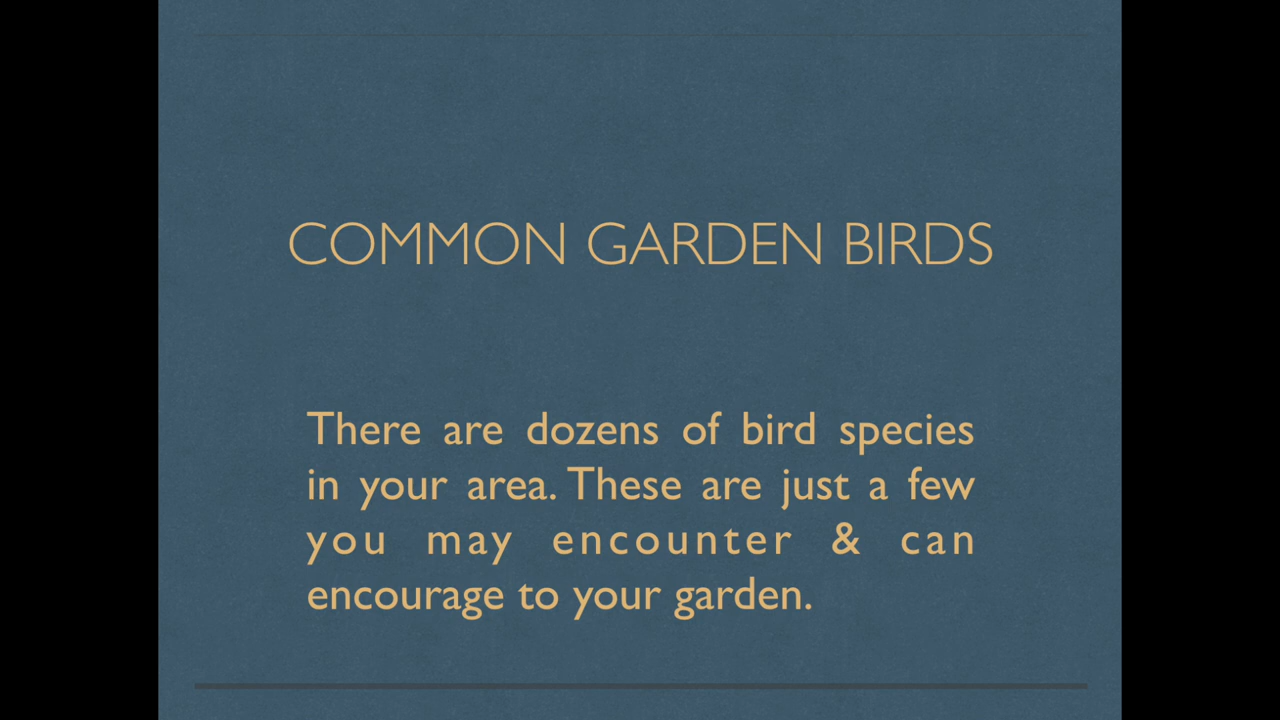 COMMON GARDEN BIRDS
There are dozens of bird species
in your area. These are just a few
you may encounter & can
encourage to your garden.